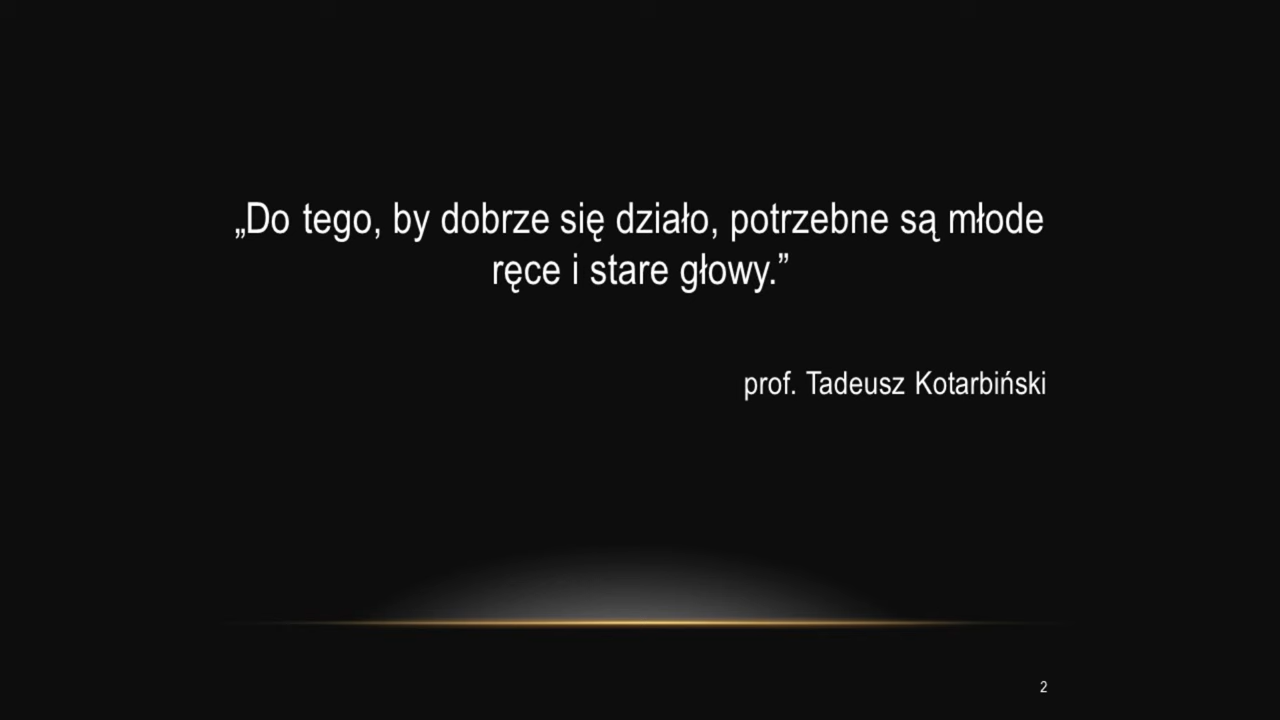 „Do tego, by dobrze się działo, potrzebne są młode
ręce i stare głowy.”
prof. Tadeusz Kotarbiński
2